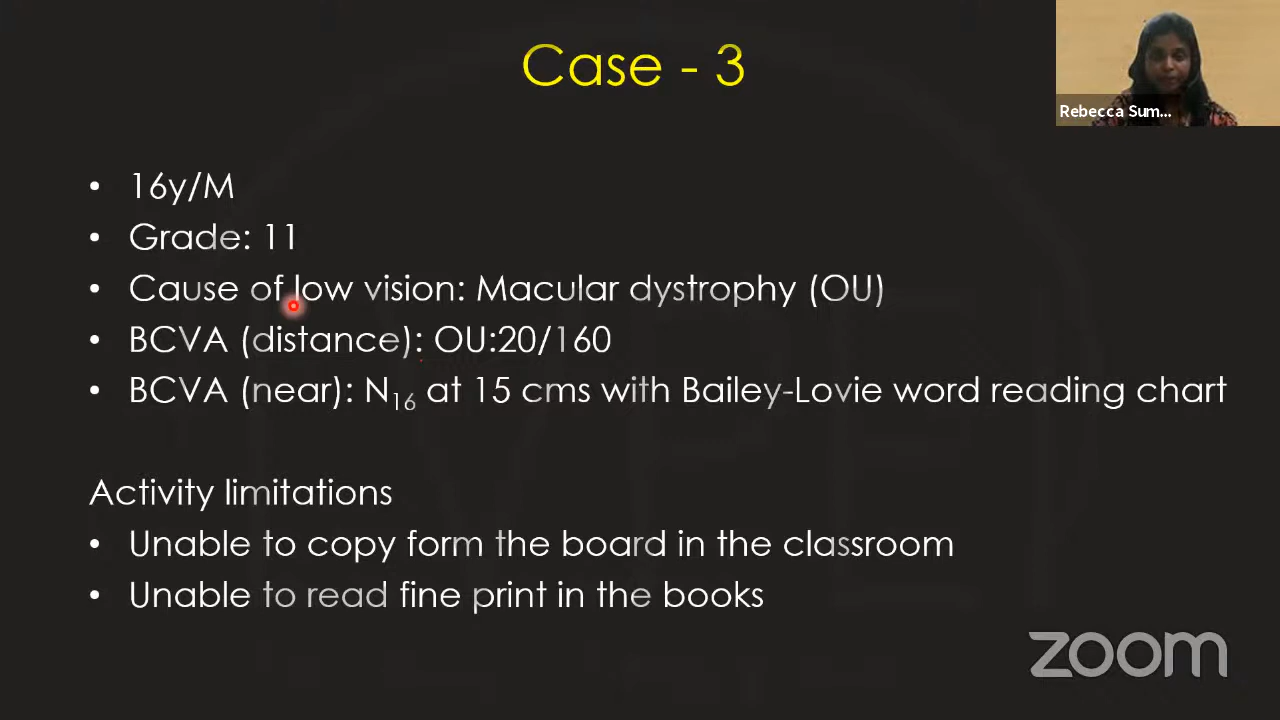 Case - 3
Rebecca Sum...
• 16y/M
• Grade: 11
• Cause of low vision: Macular dystrophy (OU)
• BCVA (distance): OU:20/160
• BCVA (near): N16 at 15 cms with Bailey-Lovie word reading chart
Activity limitations
• Unable to copy form the board in the classroom
• Unable to read fine print in the books
zoom